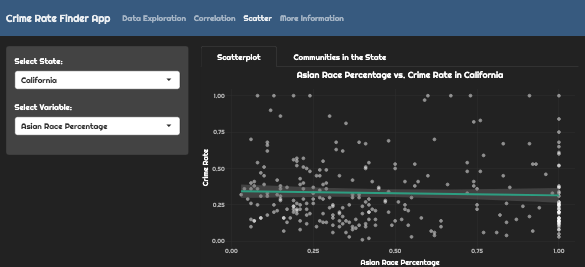 Crime Rate Finder App Data Exploration Correlation Scatter More Information
Select State:
California
Select Variable:
Asian Race Percentage
Scatterplot Communities in the State
Asian Race Percentage vs. Crime Rate in California
Crime Rate
1.00
0.75
0.50
0.25
0.00
0.00 0.25 0.50 0.75 1.00
Asian Race Percentage